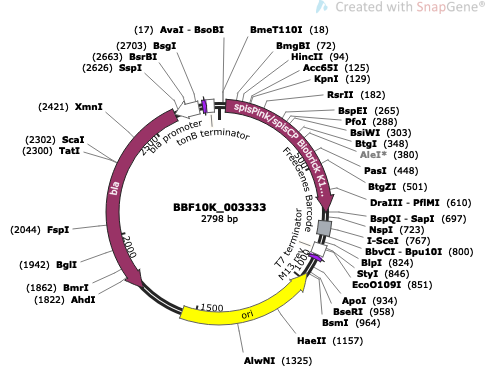 Created with SnapGene®
(17) AvaI - BsoBI
BmeT110I (18)
(2703) BsgI
BmgBI (72)
(2663) BsrBI
HincII (94)
(2626) SspI
Acc65I (125)
KpnI (129)
RsrII (182)
(2421) XmnI
BspEI (265)
PfoI (288)
BsiWI (303)
(2302) ScaI
BtgI (348)
(2300) TatI
AleI* (380)
PasI (448)
BtgZI (501)
DraIII - PflMI (610)
BspQI - SapI (697)
(2044) FspI
NspI (723)
I-SceI (767)
(1942) BglI
BbvCI - Bpu10I (800)
BlpI (824)
(1862) BmrI
StyI (846)
(1822) AhdI
EcoO109I (851)
ApoI (934)
BseRI (958)
BsmI (964)
HaeII (1157)
AlwNI (1325)
bla promoter
tonB terminator
spisPink/spisCP Biobrick K1...
FreeGenes Barcode
T7 terminator
M13 rev
bla
ori
BBF10K_003333
2798 bp
500
1000
1500
2000
2500